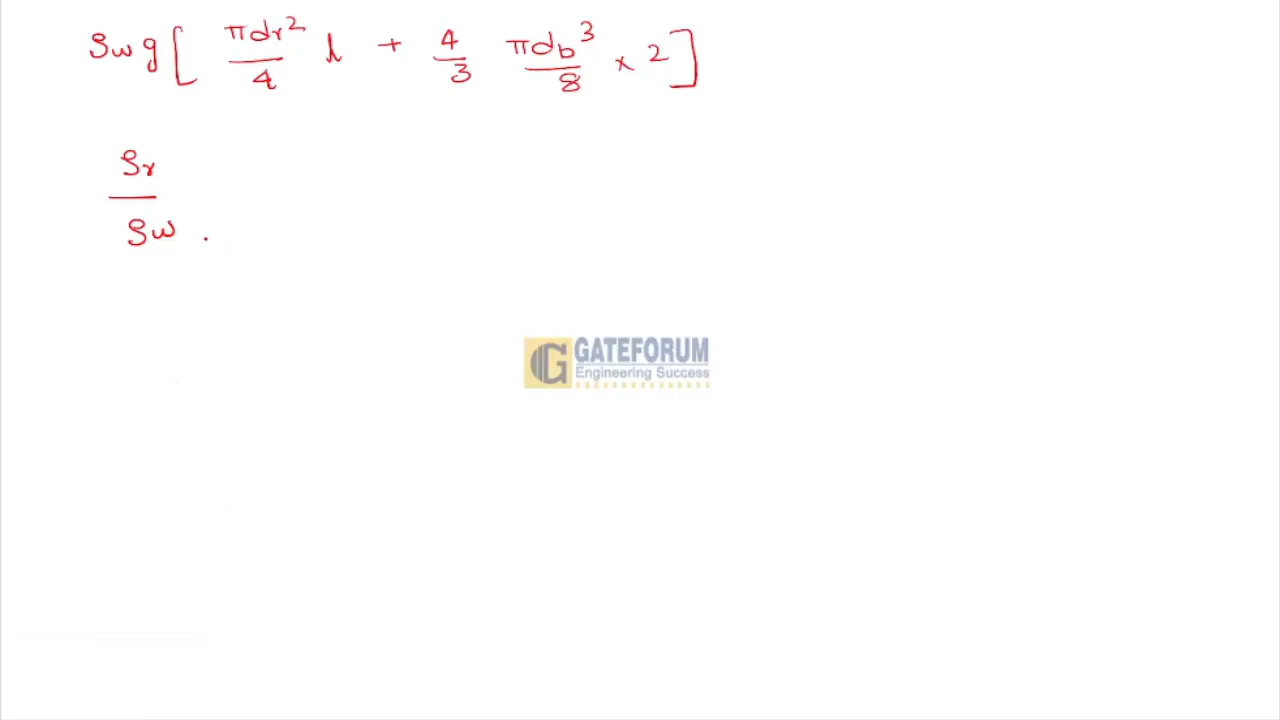 ρw g [ πdr²/4 l + 4/3 πdb³/8 × 2 ]
ρr
ρw .
GATEFORUM
Engineering Success